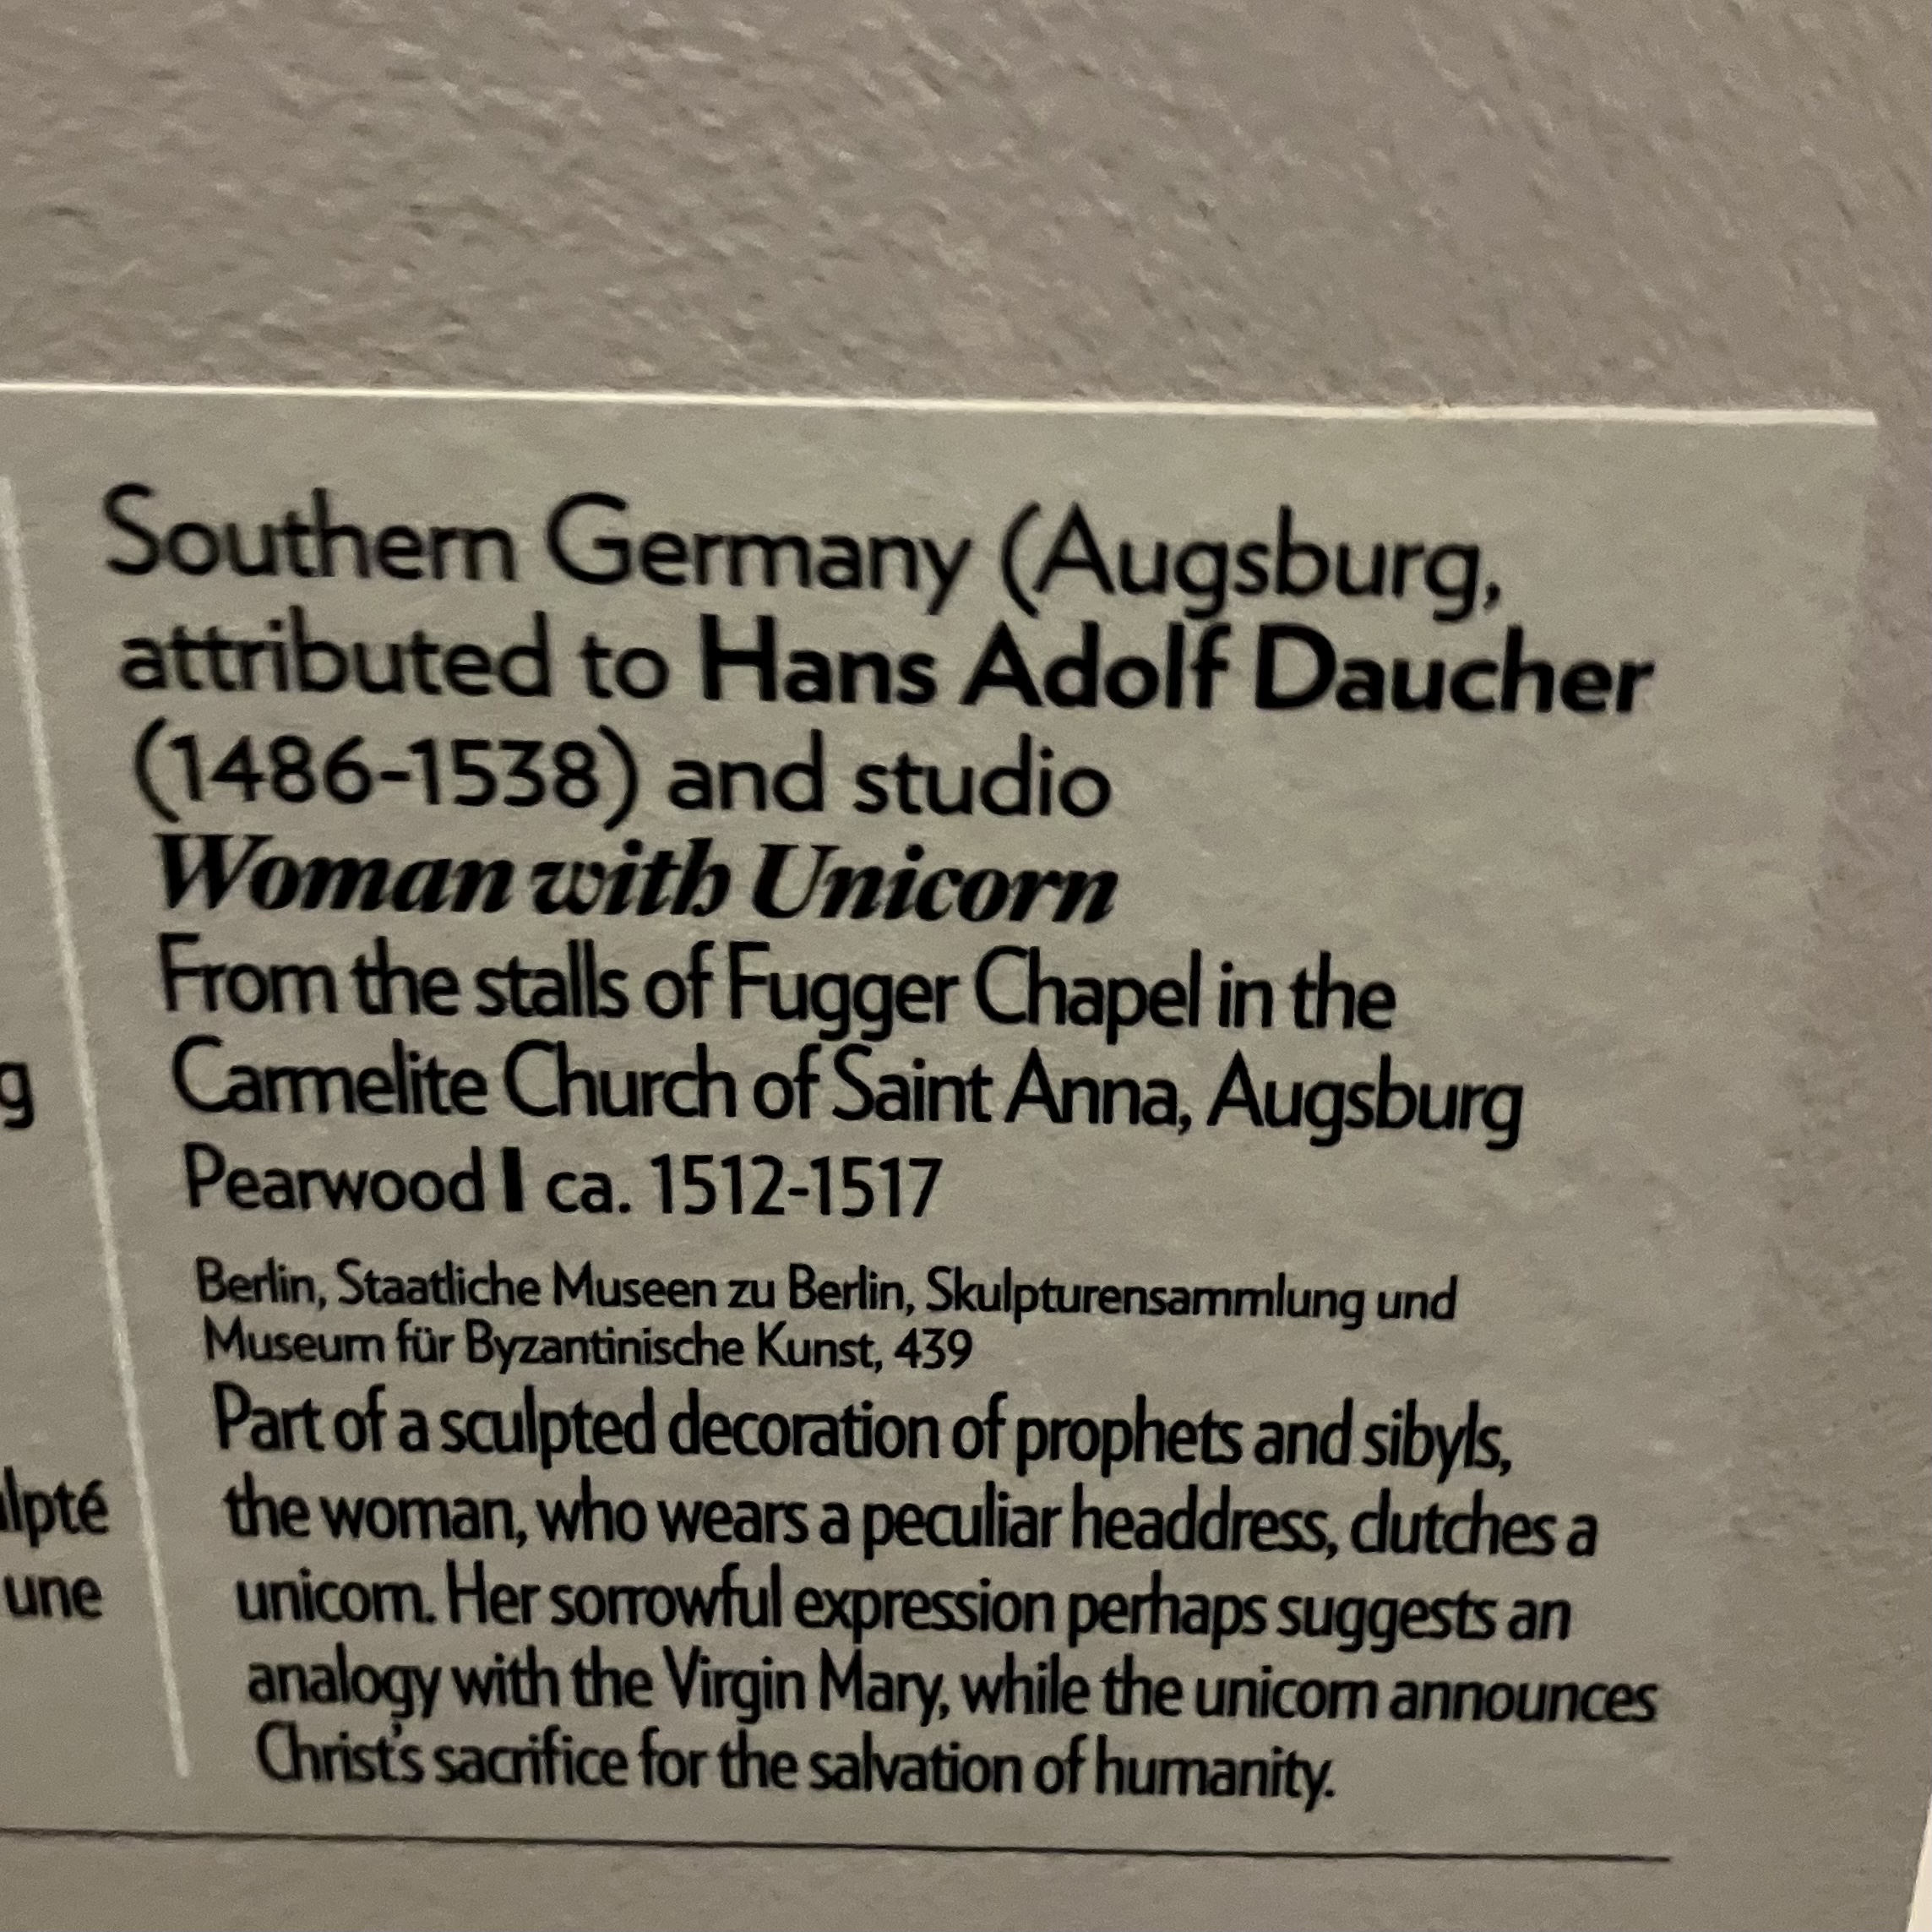 Southern Germany (Augsburg,
attributed to Hans Adolf Daucher
(1486-1538) and studio
Woman with Unicorn
From the stalls of Fugger Chapel in the
Carmelite Church of Saint Anna, Augsburg
Pearwood | ca. 1512-1517
Berlin, Staatliche Museen zu Berlin, Skulpturensammlung und
Museum für Byzantinische Kunst, 439
Part of a sculpted decoration of prophets and sibyls,
the woman, who wears a peculiar headdress, clutches a
unicorn. Her sorrowful expression perhaps suggests an
analogy with the Virgin Mary, while the unicorn announces
Christ's sacrifice for the salvation of humanity.
g
lpté
une